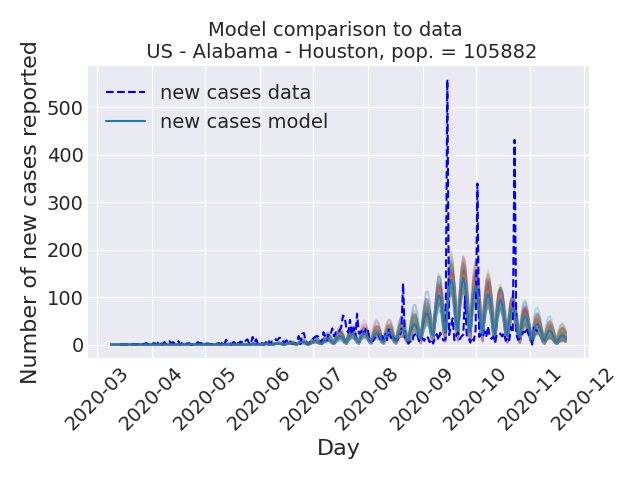 Model comparison to data
US - Alabama - Houston, pop. = 105882
Number of new cases reported
new cases data
new cases model
500
400
300
200
100
0
2020-03
2020-04
2020-05
2020-06
2020-07
2020-08
2020-09
2020-10
2020-11
2020-12
Day